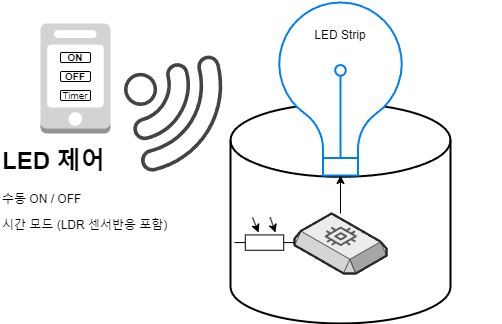 ON
OFF
Timer
LED Strip
LED 제어
수동 ON / OFF
시간 모드 (LDR 센서반응 포함)